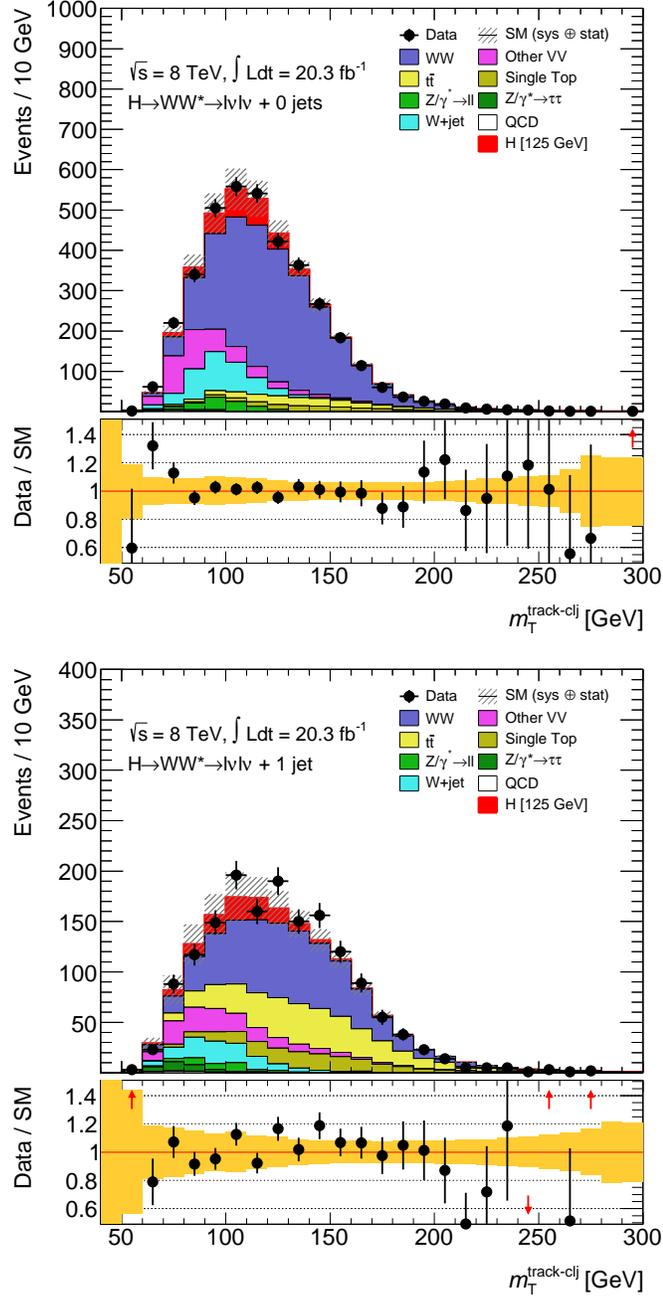 Events / 10 GeV
1000
900
800
700
600
500
400
300
200
100
√s = 8 TeV, ∫ Ldt = 20.3 fb⁻¹
H→WW*→lνlν + 0 jets
Data
SM (sys ⊕ stat)
WW
Other VV
tt̄
Single Top
Z/γ*→ll
Z/γ*→ττ
W+jet
QCD
H [125 GeV]
Data / SM
1.4
1.2
1
0.8
0.6
50 100 150 200 250 300
m_T^track-clj [GeV]
Events / 10 GeV
400
350
300
250
200
150
100
50
√s = 8 TeV, ∫ Ldt = 20.3 fb⁻¹
H→WW*→lνlν + 1 jet
Data
SM (sys ⊕ stat)
WW
Other VV
tt̄
Single Top
Z/γ*→ll
Z/γ*→ττ
W+jet
QCD
H [125 GeV]
Data / SM
1.4
1.2
1
0.8
0.6
50 100 150 200 250 300
m_T^track-clj [GeV]